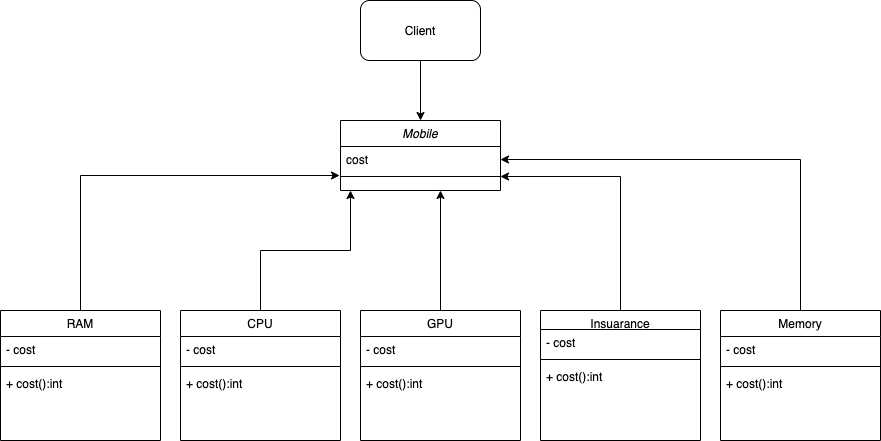 Client
Mobile
cost
RAM
- cost
+ cost():int
CPU
- cost
+ cost():int
GPU
- cost
+ cost():int
Insuarance
- cost
+ cost():int
Memory
- cost
+ cost():int